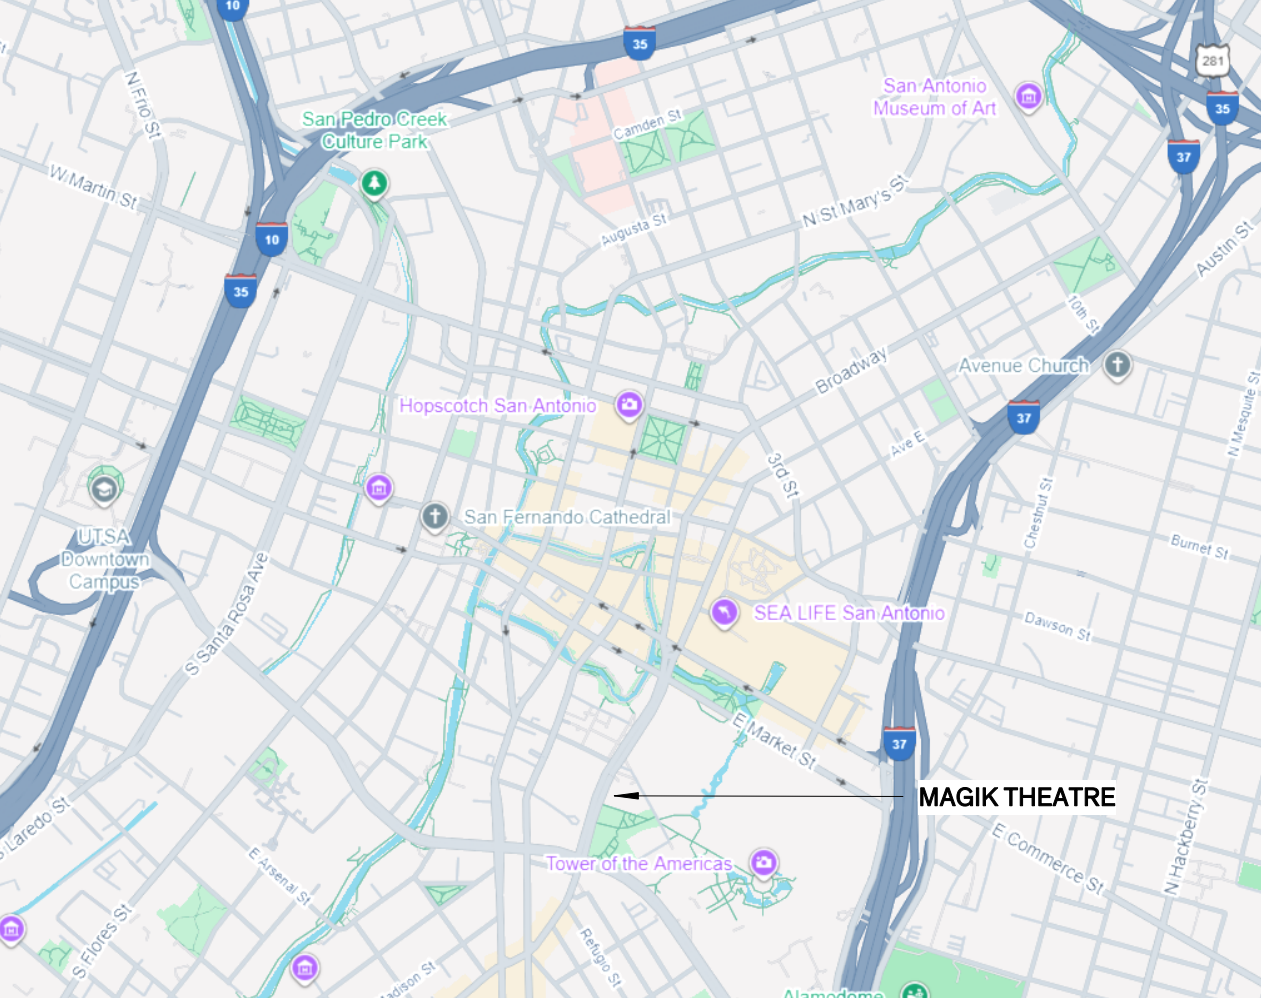 10
35
281
35
37
N Frio St
San Pedro Creek
Culture Park
Camden St
San Antonio
Museum of Art
W Martin St
Augusta St
N St Mary's St
Austin St
10
35
10th St
Broadway
Avenue Church
Hopscotch San Antonio
37
N Mesquite St
Ave E
3rd St
San Fernando Cathedral
Chestnut St
Burnet St
UTSA
Downtown
Campus
S Santa Rosa Ave
SEA LIFE San Antonio
Dawson St
E Market St
37
MAGIK THEATRE
S Laredo St
E Arsenal St
Tower of the Americas
E Commerce St
N Hackberry St
S Flores St
Refugio St
Madison St
Alamodome